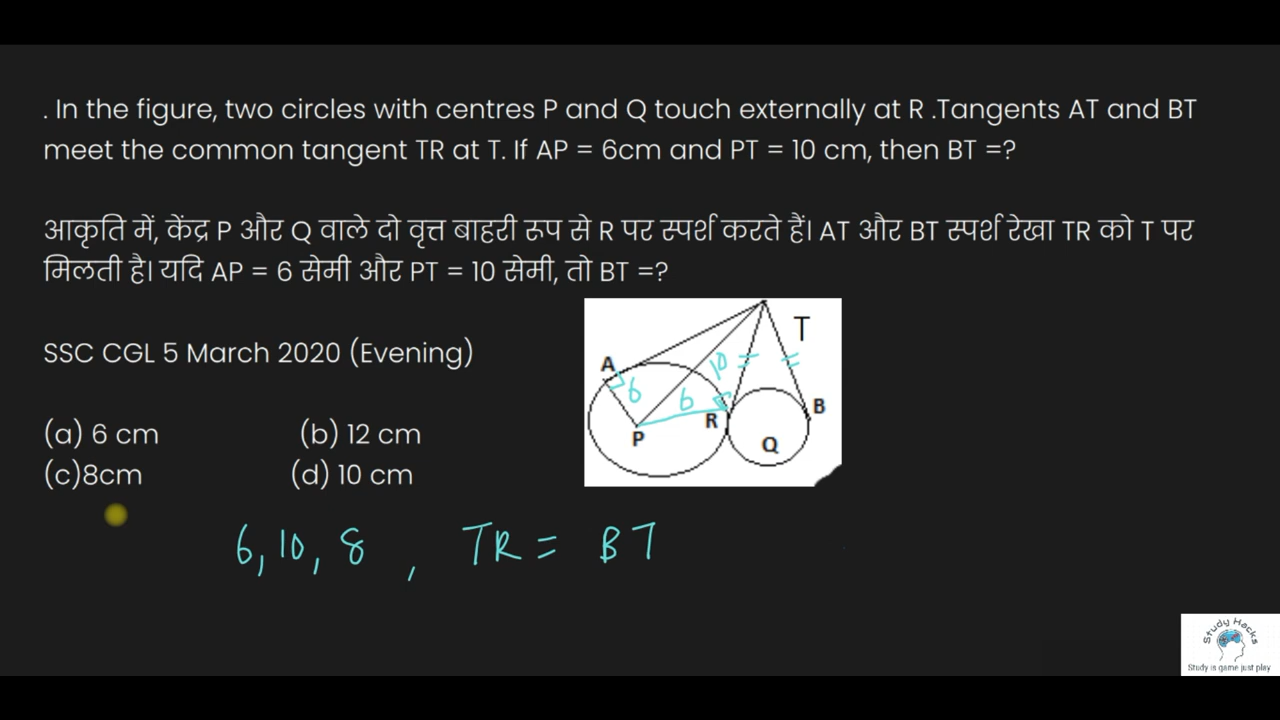 . In the figure, two circles with centres P and Q touch externally at R .Tangents AT and BT
meet the common tangent TR at T. If AP = 6cm and PT = 10 cm, then BT =?
आकृति में, केंद्र P और Q वाले दो वृत्त बाहरी रूप से R पर स्पर्श करते हैं। AT और BT स्पर्श रेखा TR को T पर
मिलती है। यदि AP = 6 सेमी और PT = 10 सेमी, तो BT =?
SSC CGL 5 March 2020 (Evening)
T
A
10
6
6
B
R
P
Q
(a) 6 cm (b) 12 cm
(c)8cm (d) 10 cm
6, 10, 8 , TR = BT
Study Hacks
Study is game just play